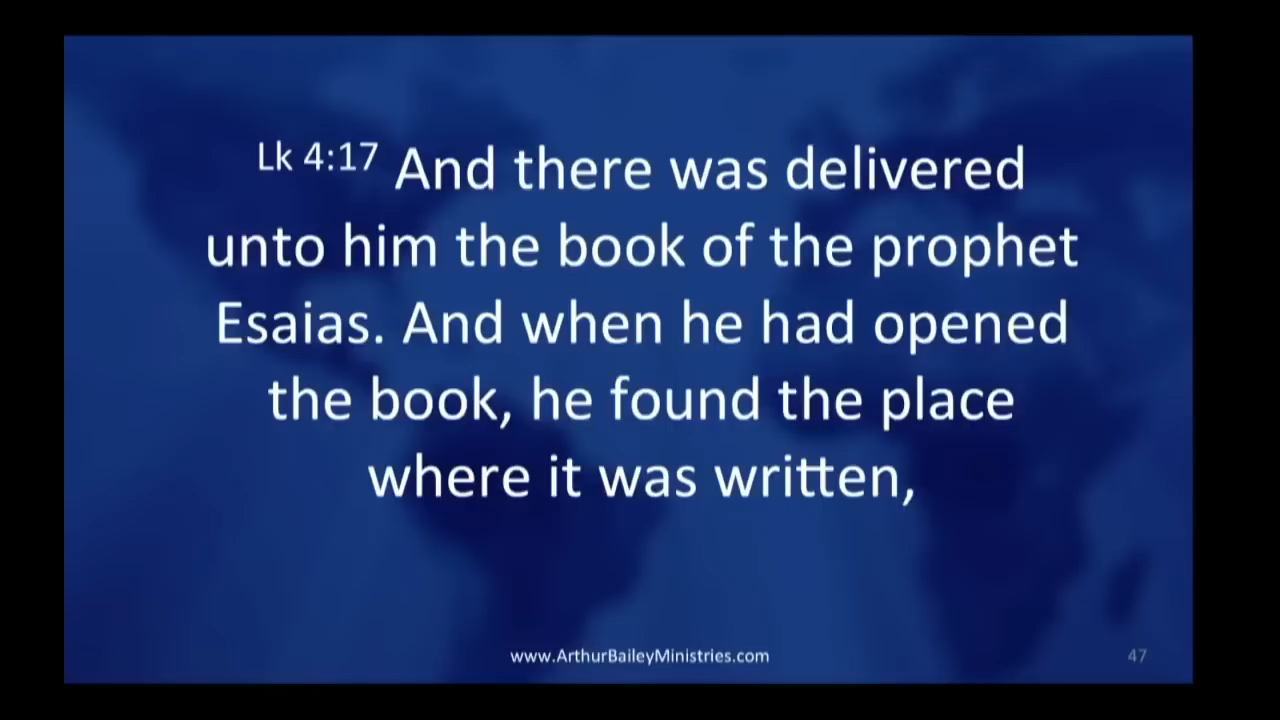 Lk 4:17 And there was delivered
unto him the book of the prophet
Esaias. And when he had opened
the book, he found the place
where it was written,
www.ArthurBaileyMinistries.com
47